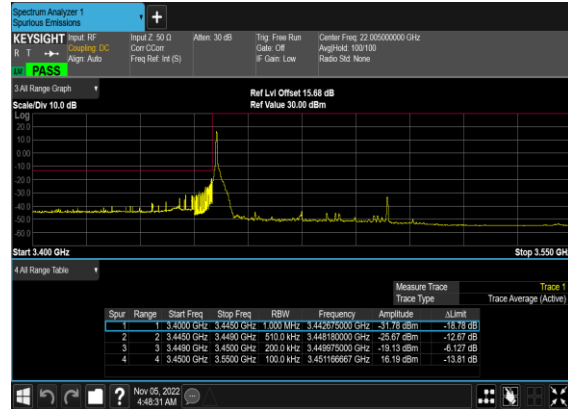 Spectrum Analyzer 1
Spurious Emissions
+
KEYSIGHT Input: RF Input Z: 50 Ω Atten: 30 dB Trig: Free Run Center Freq: 22.005000000 GHz
R T Coupling: DC Corr CCorr Gate: Off Avg|Hold: 100/100
Align: Auto Freq Ref: Int (S) IF Gain: Low Radio Std: None
PASS
3 All Range Graph
Ref Lvl Offset 15.68 dB
Scale/Div 10.0 dB Ref Value 30.00 dBm
Log
20.0
10.0
0.00
-10.0
-20.0
-30.0
-40.0
-50.0
-60.0
Start 3.400 GHz Stop 3.550 GHz
4 All Range Table
Measure Trace Trace 1
Trace Type Trace Average (Active)
Spur Range Start Freq Stop Freq RBW Frequency Amplitude ΔLimit
1 1 3.4000 GHz 3.4450 GHz 1.000 MHz 3.442675000 GHz -31.78 dBm -18.78 dB
2 2 3.4450 GHz 3.4490 GHz 510.0 kHz 3.448180000 GHz -25.67 dBm -12.67 dB
3 3 3.4490 GHz 3.4500 GHz 200.0 kHz 3.449975000 GHz -19.13 dBm -6.127 dB
4 4 3.4500 GHz 3.5500 GHz 100.0 kHz 3.451166667 GHz 16.19 dBm -13.81 dB
? Nov 05, 2022
4:48:31 AM